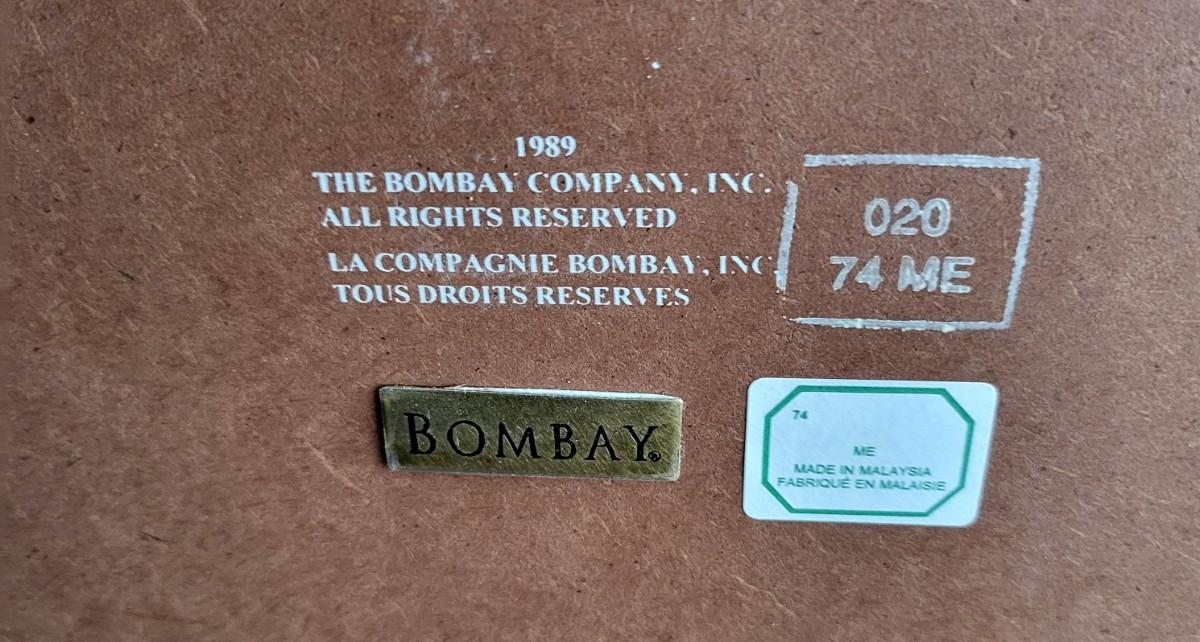 1989
THE BOMBAY COMPANY, INC.
ALL RIGHTS RESERVED
LA COMPAGNIE BOMBAY, INC
TOUS DROITS RESERVES
020
74 ME
BOMBAY®
74
ME
MADE IN MALAYSIA
FABRIQUÉ EN MALAISIE